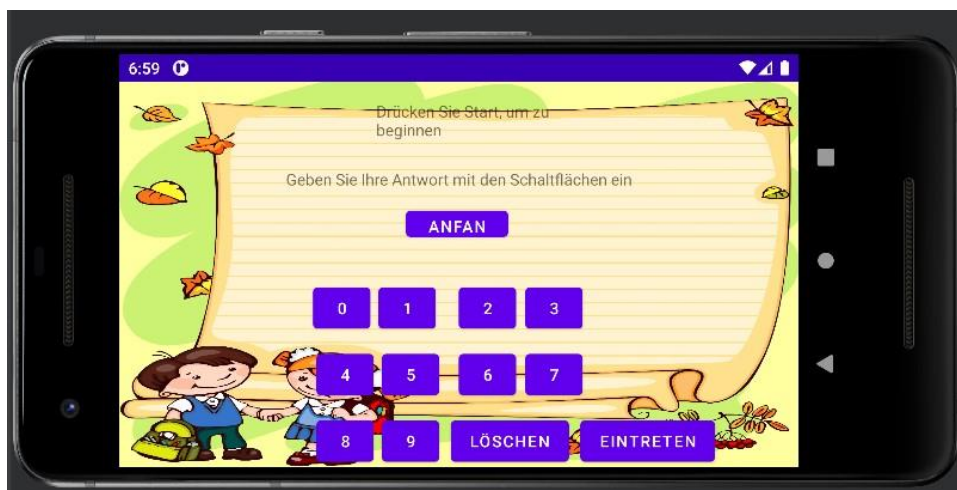 6:59
Drücken Sie Start, um zu
beginnen
Geben Sie Ihre Antwort mit den Schaltflächen ein
ANFAN
0 1 2 3
4 5 6 7
8 9 LÖSCHEN EINTRETEN